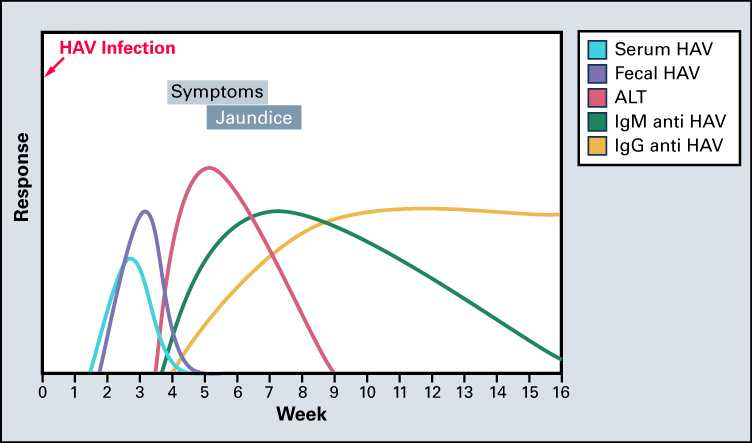 HAV Infection
Symptoms
Jaundice
Serum HAV
Fecal HAV
ALT
IgM anti HAV
IgG anti HAV
Response
0 1 2 3 4 5 6 7 8 9 10 11 12 13 14 15 16
Week